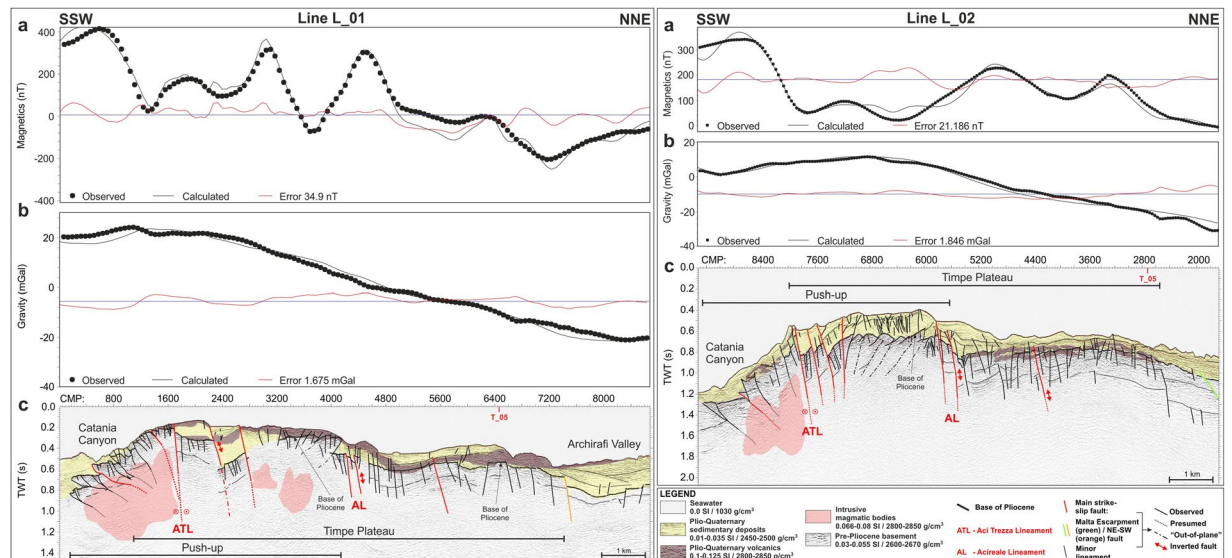 a
SSW
Line L_01
NNE
400
200
0
-200
-400
Magnetics (nT)
Observed
Calculated
Error 34.9 nT
b
20
0
-20
-40
Gravity (mGal)
Observed
Calculated
Error 1.675 mGal
c
CMP:
800
1600
2400
3200
4000
4800
5600
6400
7200
8000
T_05
0.0
0.2
0.4
0.6
0.8
1.0
1.2
1.4
TWT (s)
Catania
Canyon
Archirafi Valley
Base of
Pliocene
Base of
Pliocene
ATL
AL
Timpe Plateau
Push-up
1 km
a
SSW
Line L_02
NNE
300
200
100
0
Magnetics (nT)
Observed
Calculated
Error 21.186 nT
b
20
0
-20
-40
Gravity (mGal)
Observed
Calculated
Error 1.846 mGal
c
CMP:
8400
7600
6800
6000
5200
4400
3600
2800
2000
T_05
0.0
0.2
0.4
0.6
0.8
1.0
1.2
1.4
1.6
1.8
2.0
TWT (s)
Timpe Plateau
Push-up
Catania
Canyon
Base of
Pliocene
ATL
AL
1 km
LEGEND
Seawater
0.0 SI / 1030 g/cm³
Plio-Quaternary
sedimentary deposits
0.01-0.035 SI / 2450-2500 g/cm³
Plio-Quaternary volcanics
0.1-0.125 SI / 2800-2850 g/cm³
Intrusive
magmatic bodies
0.066-0.08 SI / 2800-2850 g/cm³
Pre-Pliocene basement
0.03-0.055 SI / 2600-2670 g/cm³
Base of Pliocene
ATL - Aci Trezza Lineament
AL - Acireale Lineament
Main strike-
slip fault:
Malta Escarpment
(green) / NE-SW
(orange) fault
Minor
lineament
Observed
Presumed
"Out-of-plane"
Inverted fault